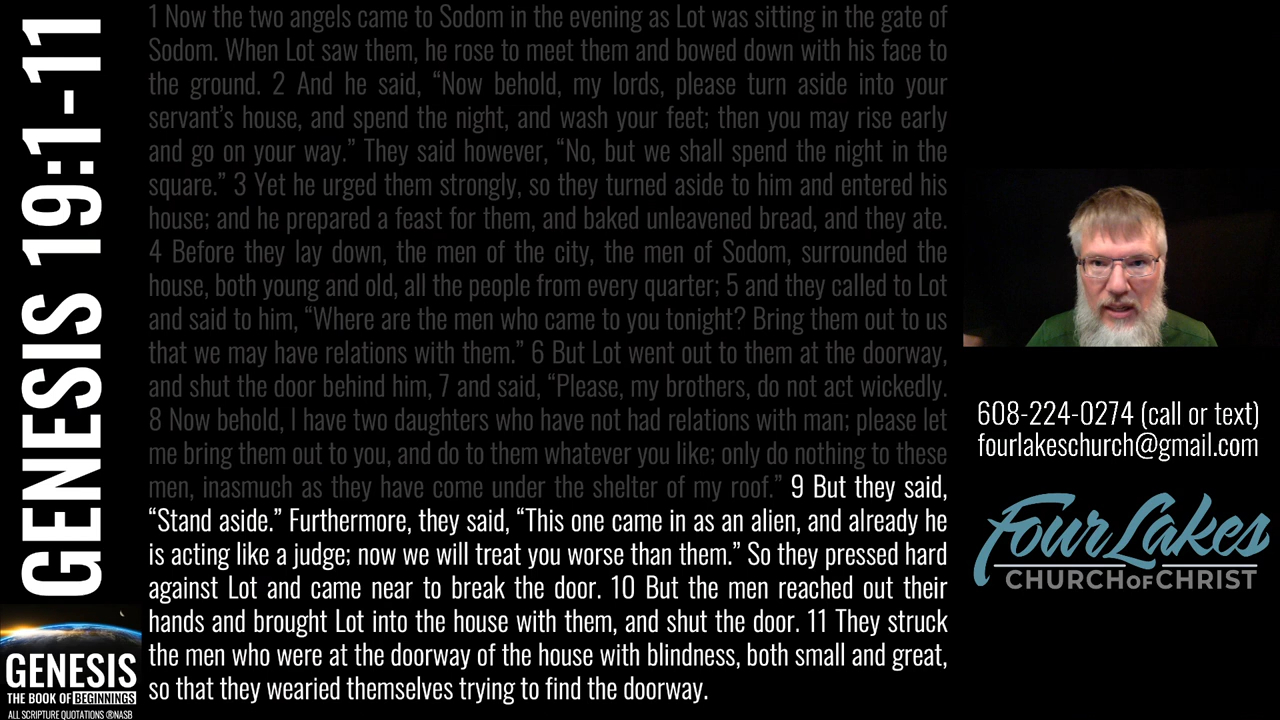 GENESIS 19:1-11
1 Now the two angels came to Sodom in the evening as Lot was sitting in the gate of
Sodom. When Lot saw them, he rose to meet them and bowed down with his face to
the ground. 2 And he said, “Now behold, my lords, please turn aside into your
servant’s house, and spend the night, and wash your feet; then you may rise early
and go on your way.” They said however, “No, but we shall spend the night in the
square.” 3 Yet he urged them strongly, so they turned aside to him and entered his
house; and he prepared a feast for them, and baked unleavened bread, and they ate.
4 Before they lay down, the men of the city, the men of Sodom, surrounded the
house, both young and old, all the people from every quarter; 5 and they called to Lot
and said to him, “Where are the men who came to you tonight? Bring them out to us
that we may have relations with them.” 6 But Lot went out to them at the doorway,
and shut the door behind him, 7 and said, “Please, my brothers, do not act wickedly.
8 Now behold, I have two daughters who have not had relations with man; please let
me bring them out to you, and do to them whatever you like; only do nothing to these
men, inasmuch as they have come under the shelter of my roof.” 9 But they said,
“Stand aside.” Furthermore, they said, “This one came in as an alien, and already he
is acting like a judge; now we will treat you worse than them.” So they pressed hard
against Lot and came near to break the door. 10 But the men reached out their
hands and brought Lot into the house with them, and shut the door. 11 They struck
the men who were at the doorway of the house with blindness, both small and great,
so that they wearied themselves trying to find the doorway.
GENESIS
THE BOOK OF BEGINNINGS
ALL SCRIPTURE QUOTATIONS ®NASB
608-224-0274 (call or text)
fourlakeschurch@gmail.com
Four Lakes
CHURCH OF CHRIST